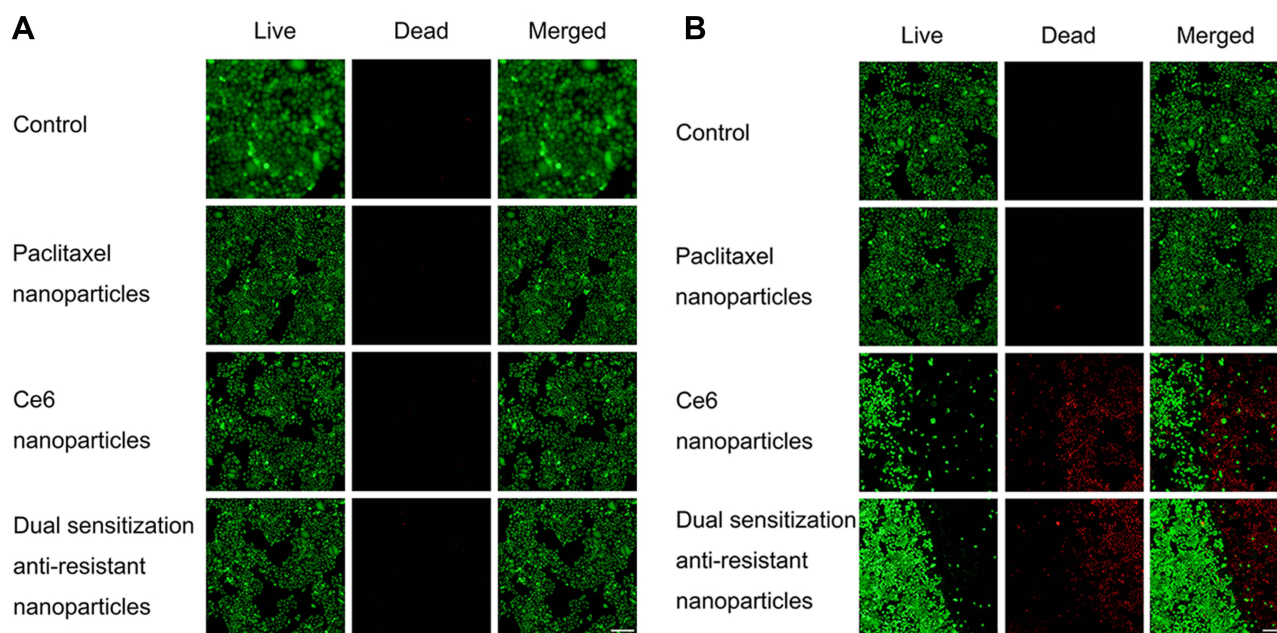 A
Live
Dead
Merged
Control
Paclitaxel
nanoparticles
Ce6
nanoparticles
Dual sensitization
anti-resistant
nanoparticles
B
Live
Dead
Merged
Control
Paclitaxel
nanoparticles
Ce6
nanoparticles
Dual sensitization
anti-resistant
nanoparticles